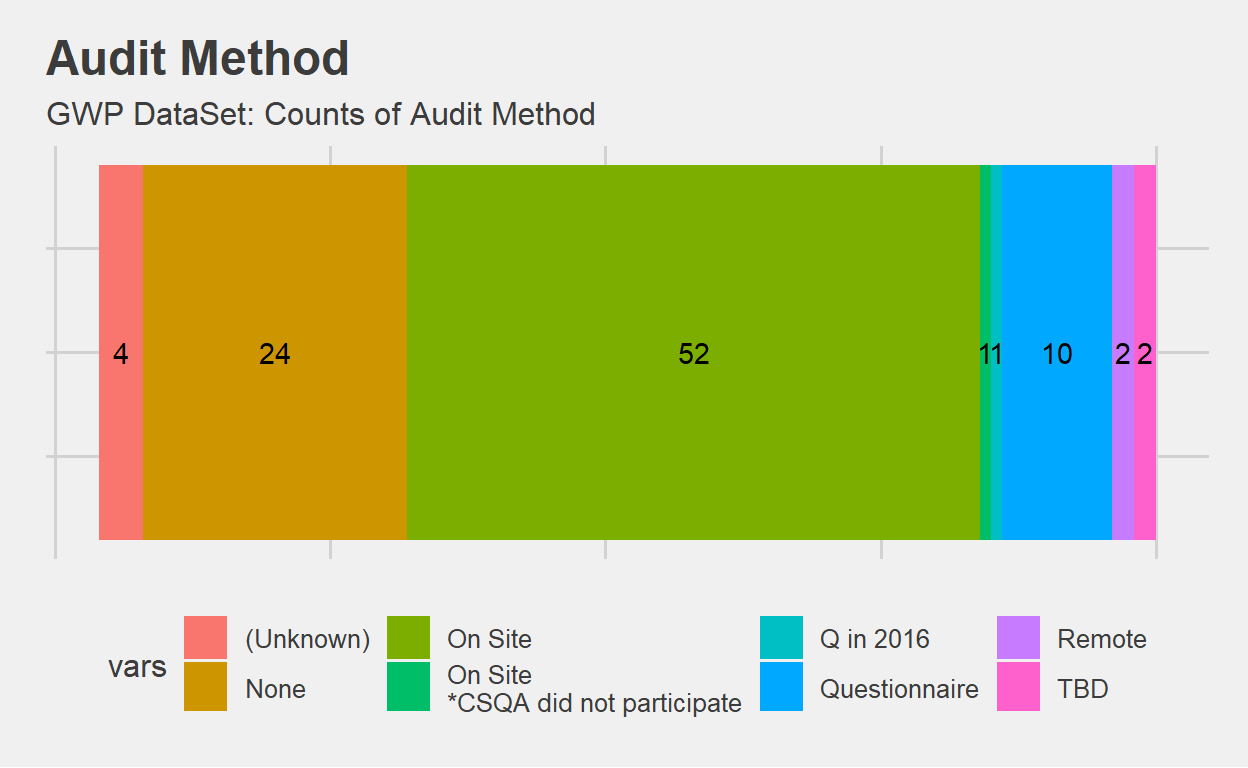 Audit Method
GWP DataSet: Counts of Audit Method
4
24
52
1
1
10
2
2
vars
(Unknown)
None
On Site
On Site
*CSQA did not participate
Q in 2016
Questionnaire
Remote
TBD